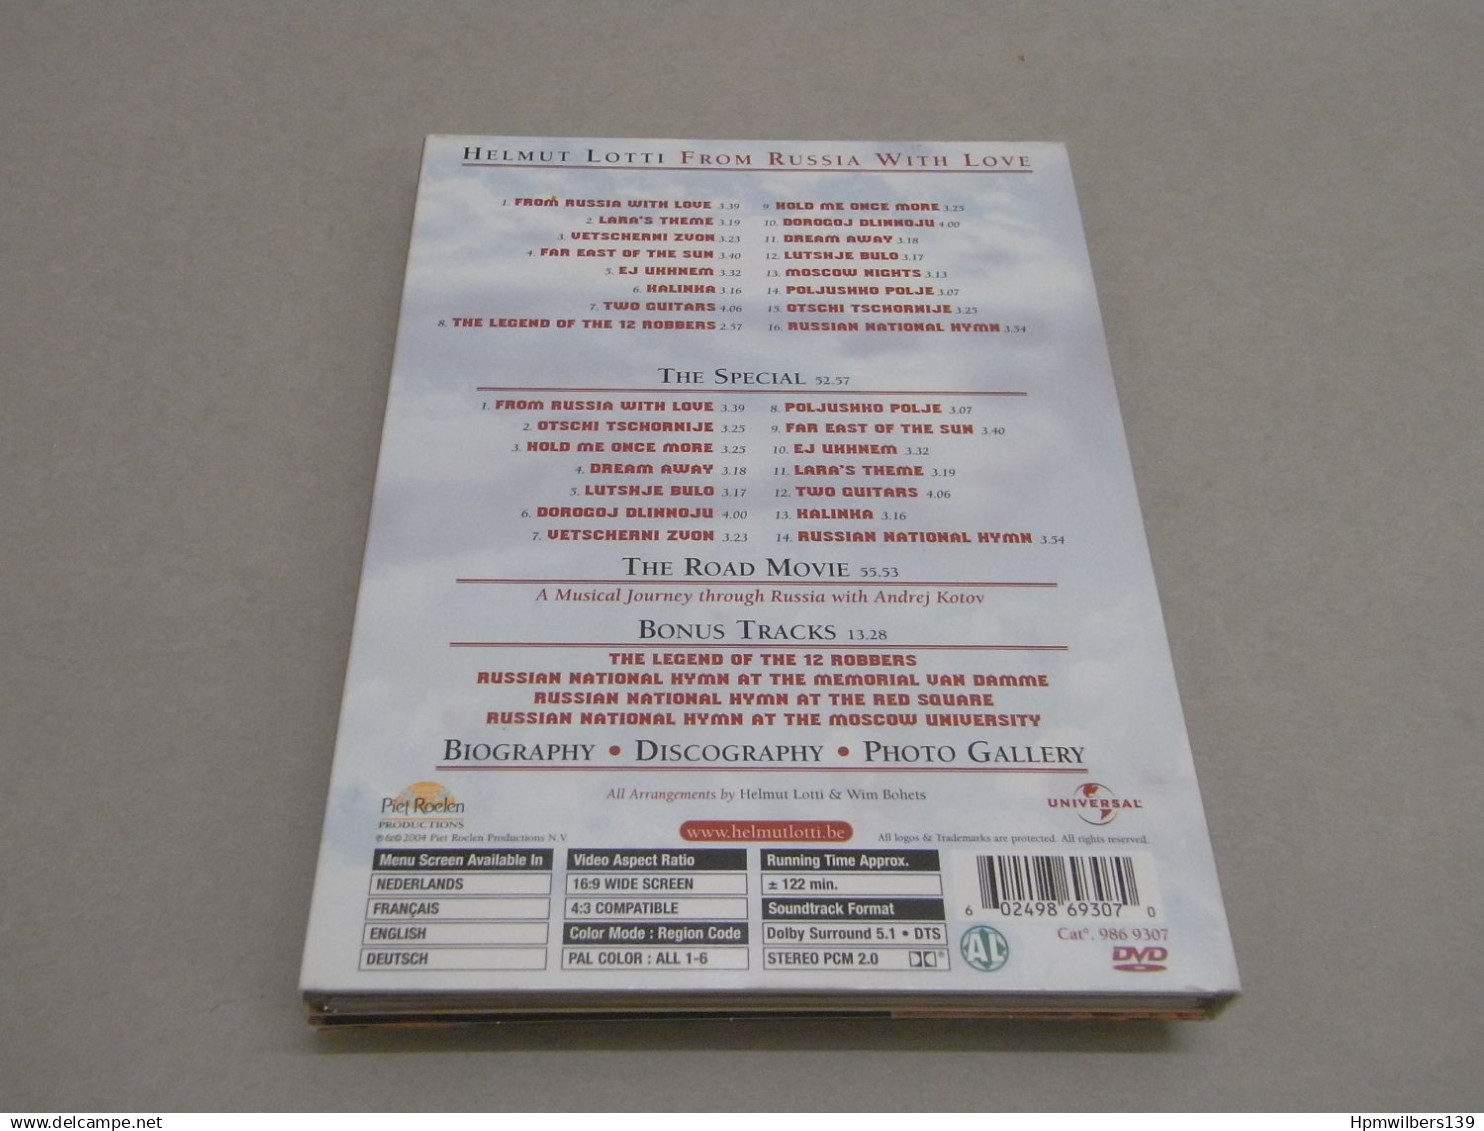 HELMUT LOTTI FROM RUSSIA WITH LOVE
1. FROM RUSSIA WITH LOVE 3.39
2. LARA'S THEME 3.19
3. VETSCHERNI ZVON 3.23
4. FAR EAST OF THE SUN 3.40
5. EJ UKHNEM 3.32
6. KALINKA 3.16
7. TWO GUITARS 4.06
8. THE LEGEND OF THE 12 ROBBERS 2.57
9. HOLD ME ONCE MORE 3.25
10. DOROGOJ DLINNOJU 4.00
11. DREAM AWAY 3.18
12. LUTSHJE BULO 3.17
13. MOSCOW NIGHTS 3.13
14. POLJUSHKO POLJE 3.07
15. OTSCHI TSCHORNIJE 3.25
16. RUSSIAN NATIONAL HYMN 3.54
THE SPECIAL 52.57
1. FROM RUSSIA WITH LOVE 3.39
2. OTSCHI TSCHORNIJE 3.25
3. HOLD ME ONCE MORE 3.25
4. DREAM AWAY 3.18
5. LUTSHJE BULO 3.17
6. DOROGOJ DLINNOJU 4.00
7. VETSCHERNI ZVON 3.23
8. POLJUSHKO POLJE 3.07
9. FAR EAST OF THE SUN 3.40
10. EJ UKHNEM 3.32
11. LARA'S THEME 3.19
12. TWO GUITARS 4.06
13. KALINKA 3.16
14. RUSSIAN NATIONAL HYMN 3.54
THE ROAD MOVIE 55.53
A Musical Journey through Russia with Andrej Kotov
BONUS TRACKS 13.28
THE LEGEND OF THE 12 ROBBERS
RUSSIAN NATIONAL HYMN AT THE MEMORIAL VAN DAMME
RUSSIAN NATIONAL HYMN AT THE RED SQUARE
RUSSIAN NATIONAL HYMN AT THE MOSCOW UNIVERSITY
BIOGRAPHY • DISCOGRAPHY • PHOTO GALLERY
All Arrangements by Helmut Lotti & Wim Bohets
Piet Roelen
PRODUCTIONS
℗&© 2004 Piet Roelen Productions N.V.
www.helmutlotti.be
UNIVERSAL
All logos & Trademarks are protected. All rights reserved.
Menu Screen Available In
NEDERLANDS
FRANÇAIS
ENGLISH
DEUTSCH
Video Aspect Ratio
16:9 WIDE SCREEN
4:3 COMPATIBLE
Color Mode : Region Code
PAL COLOR : ALL 1-6
Running Time Approx.
± 122 min.
Soundtrack Format
Dolby Surround 5.1 • DTS
STEREO PCM 2.0
6 02498 69307 0
AL
Cat°. 986 9307
DVD
delcampe.net
Hpmwilbers139